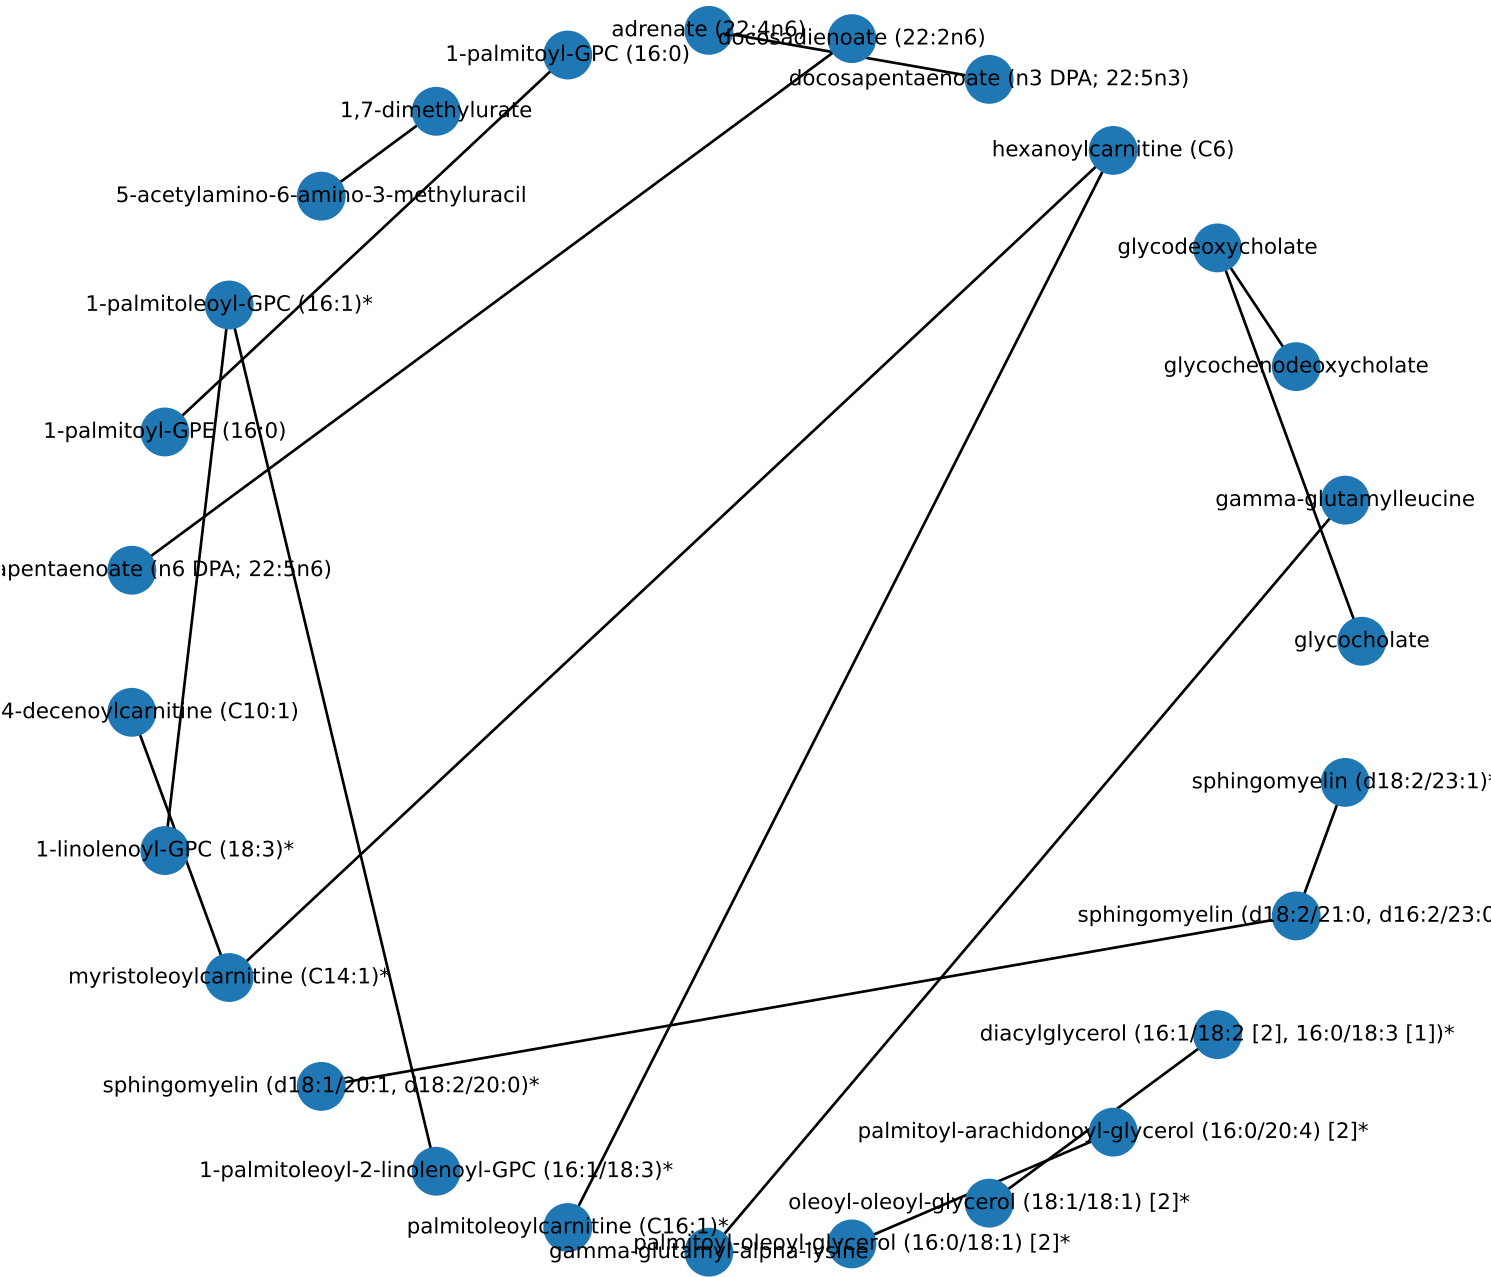 adrenate (22:4n6)
docosadienoate (22:2n6)
1-palmitoyl-GPC (16:0)
docosapentaenoate (n3 DPA; 22:5n3)
1,7-dimethylurate
hexanoylcarnitine (C6)
5-acetylamino-6-amino-3-methyluracil
glycodeoxycholate
1-palmitoleoyl-GPC (16:1)*
glycochenodeoxycholate
1-palmitoyl-GPE (16:0)
gamma-glutamylleucine
apentaenoate (n6 DPA; 22:5n6)
glycocholate
4-decenoylcarnitine (C10:1)
sphingomyelin (d18:2/23:1)*
1-linolenoyl-GPC (18:3)*
sphingomyelin (d18:2/21:0, d16:2/23:0
myristoleoylcarnitine (C14:1)*
diacylglycerol (16:1/18:2 [2], 16:0/18:3 [1])*
sphingomyelin (d18:1/20:1, d18:2/20:0)*
palmitoyl-arachidonoyl-glycerol (16:0/20:4) [2]*
1-palmitoleoyl-2-linolenoyl-GPC (16:1/18:3)*
oleoyl-oleoyl-glycerol (18:1/18:1) [2]*
palmitoleoylcarnitine (C16:1)*
palmitoyl-oleoyl-glycerol (16:0/18:1) [2]*
gamma-glutamyl-alpha-lysine